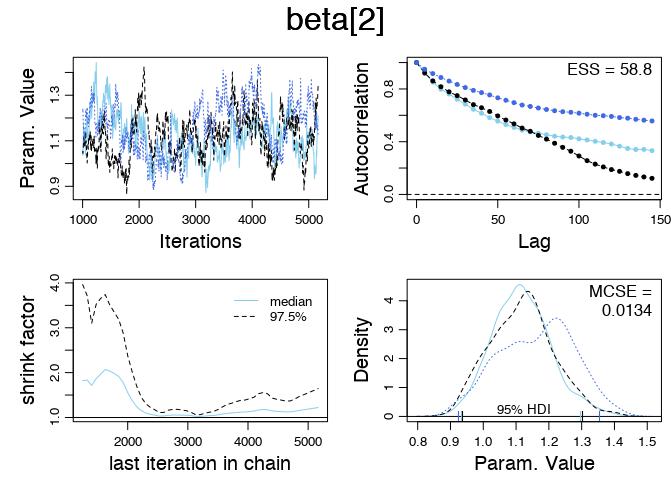 beta[2]
Param. Value
0.9
1.1
1.3
1000
2000
3000
4000
5000
Iterations
Autocorrelation
0.0
0.4
0.8
ESS = 58.8
0
50
100
150
Lag
shrink factor
1.0
2.0
3.0
4.0
median
97.5%
2000
3000
4000
5000
last iteration in chain
Density
0
1
2
3
4
MCSE =
0.0134
95% HDI
0.8
0.9
1.0
1.1
1.2
1.3
1.4
1.5
Param. Value